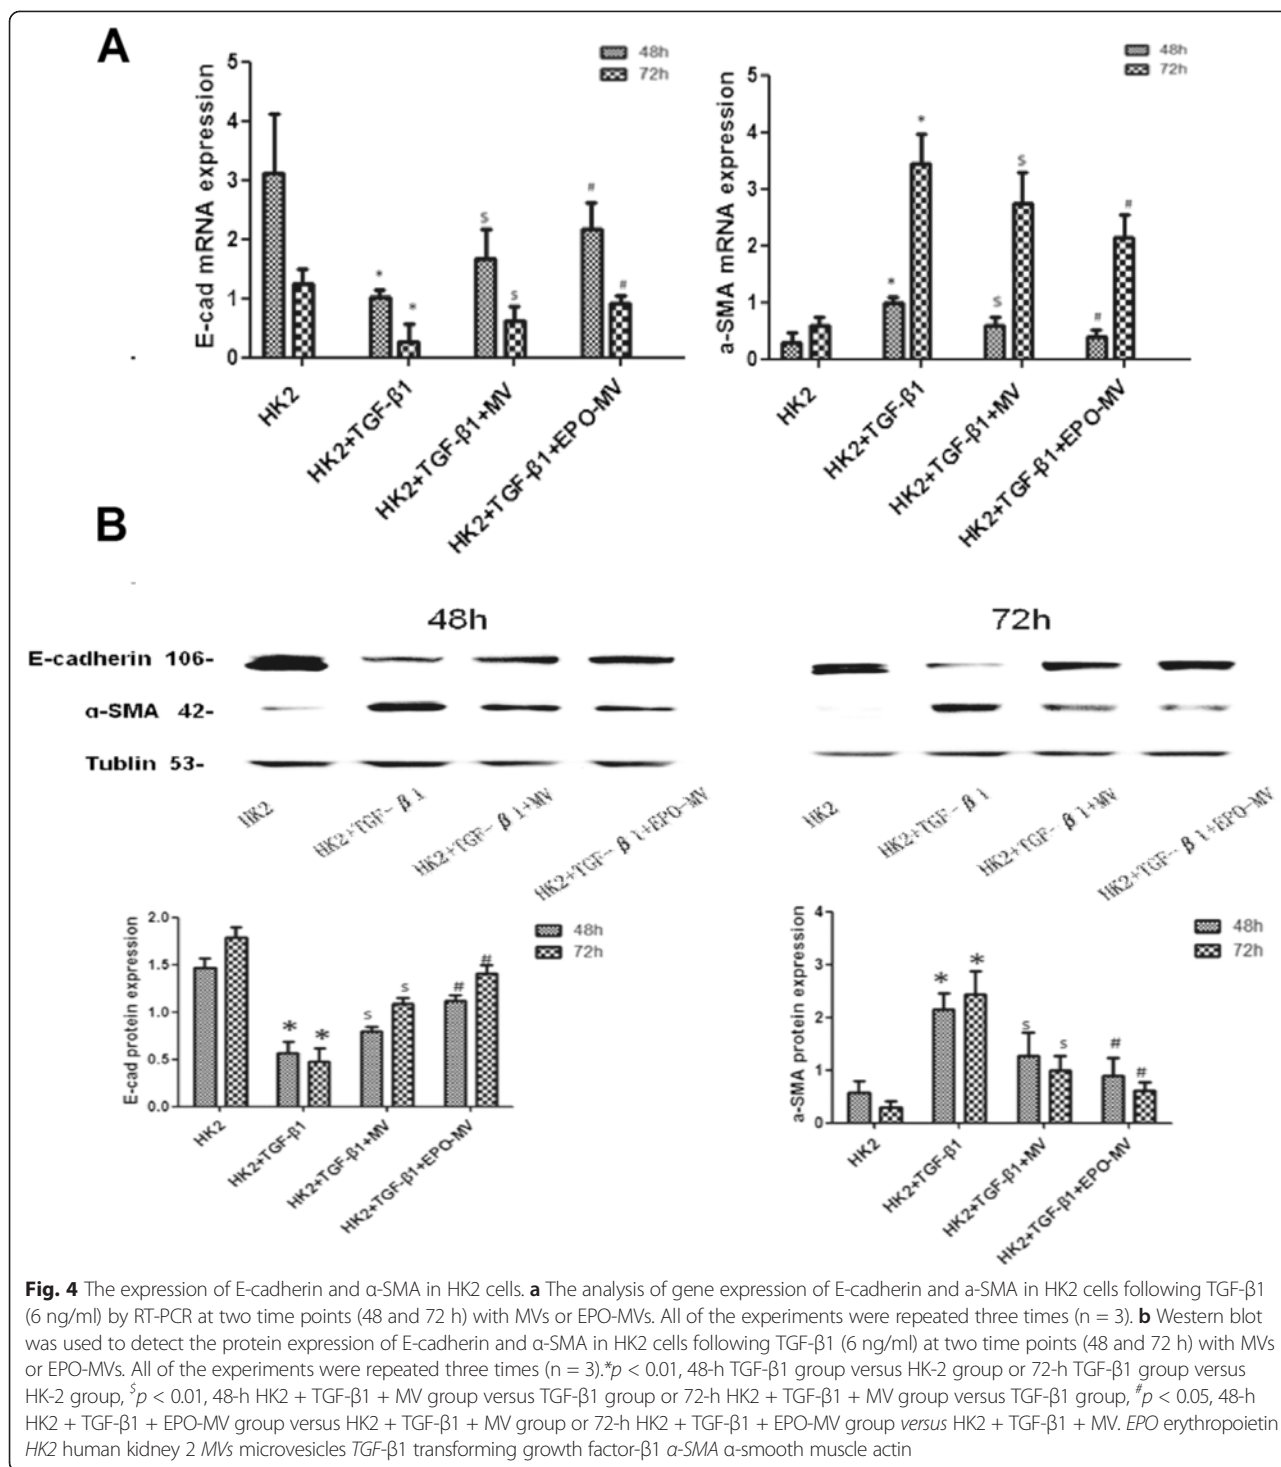 A
48h
72h
5
4
3
2
1
0
E-cad mRNA expression
*
*
$
$
#
#
HK2
HK2+TGF-β1
HK2+TGF-β1+MV
HK2+TGF-β1+EPO-MV
48h
72h
5
4
3
2
1
0
a-SMA mRNA expression
*
*
$
$
#
#
HK2
HK2+TGF-β1
HK2+TGF-β1+MV
HK2+TGF-β1+EPO-MV
B
48h
72h
E-cadherin 106-
α-SMA 42-
Tublin 53-
HK2
HK2+TGF-β1
HK2+TGF-β1+MV
HK2+TGF-β1+EPO-MV
HK2
HK2+TGF-β1
HK2+TGF-β1+MV
HK2+TGF-β1+EPO-MV
48h
72h
2.0
1.5
1.0
0.5
0.0
E-cad protein expression
*
*
s
s
#
#
HK2
HK2+TGF-β1
HK2+TGF-β1+MV
HK2+TGF-β1+EPO-MV
48h
72h
4
3
2
1
0
a-SMA protein expression
*
*
s
s
#
#
HK2
HK2+TGF-β1
HK2+TGF-β1+MV
HK2+TGF-β1+EPO-MV
Fig. 4 The expression of E-cadherin and α-SMA in HK2 cells. a The analysis of gene expression of E-cadherin and a-SMA in HK2 cells following TGF-β1
(6 ng/ml) by RT-PCR at two time points (48 and 72 h) with MVs or EPO-MVs. All of the experiments were repeated three times (n = 3). b Western blot
was used to detect the protein expression of E-cadherin and α-SMA in HK2 cells following TGF-β1 (6 ng/ml) at two time points (48 and 72 h) with MVs
or EPO-MVs. All of the experiments were repeated three times (n = 3).*p < 0.01, 48-h TGF-β1 group versus HK-2 group or 72-h TGF-β1 group versus
HK-2 group, $p < 0.01, 48-h HK2 + TGF-β1 + MV group versus TGF-β1 group or 72-h HK2 + TGF-β1 + MV group versus TGF-β1 group, #p < 0.05, 48-h
HK2 + TGF-β1 + EPO-MV group versus HK2 + TGF-β1 + MV group or 72-h HK2 + TGF-β1 + EPO-MV group versus HK2 + TGF-β1 + MV. EPO erythropoietin
HK2 human kidney 2 MVs microvesicles TGF-β1 transforming growth factor-β1 α-SMA α-smooth muscle actin